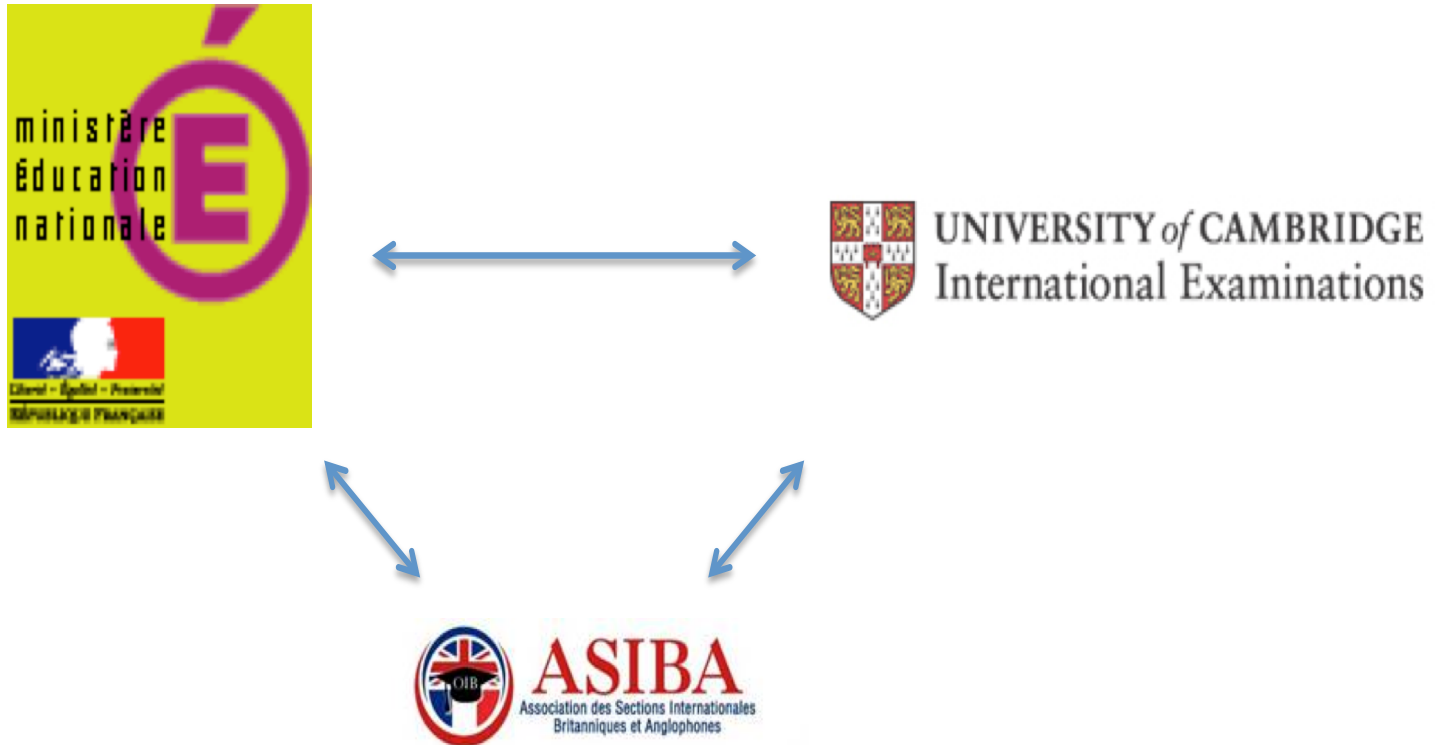 ministère
éducation
nationale
É
Liberté • Égalité • Fraternité
RÉPUBLIQUE FRANÇAISE
UNIVERSITY of CAMBRIDGE
International Examinations
OIB
ASIBA
Association des Sections Internationales
Britanniques et Anglophones